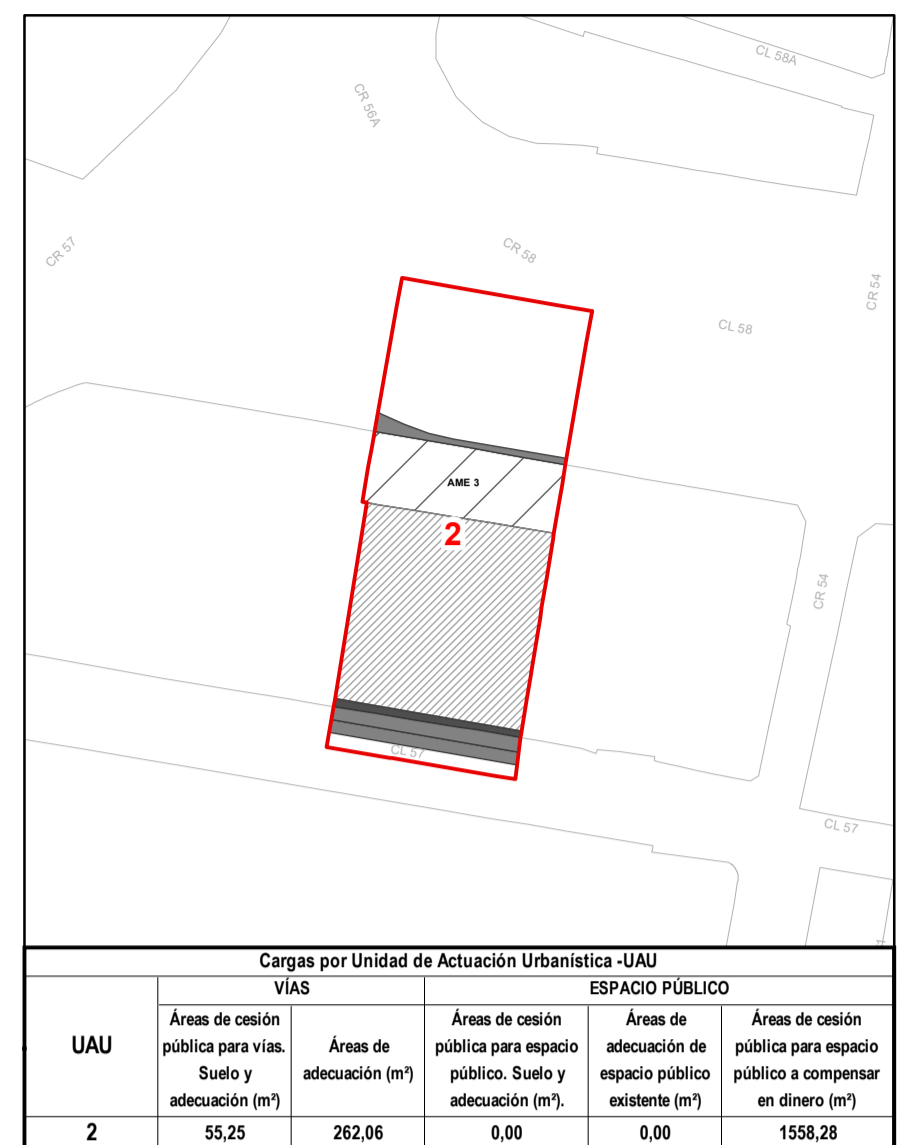 CL 58A
CR 56A
CR 57
CR 58
CR 54
CL 58
AME 3
2
CR 54
CL 57
CL 57
Cargas por Unidad de Actuación Urbanística -UAU
UAU
VÍAS
ESPACIO PÚBLICO
Áreas de cesión
pública para vías.
Suelo y
adecuación (m²)
Áreas de
adecuación (m²)
Áreas de cesión
pública para espacio
público. Suelo y
adecuación (m²).
Áreas de
adecuación de
espacio público
existente (m²)
Áreas de cesión
pública para espacio
público a compensar
en dinero (m²)
2 55,25 262,06 0,00 0,00 1558,28